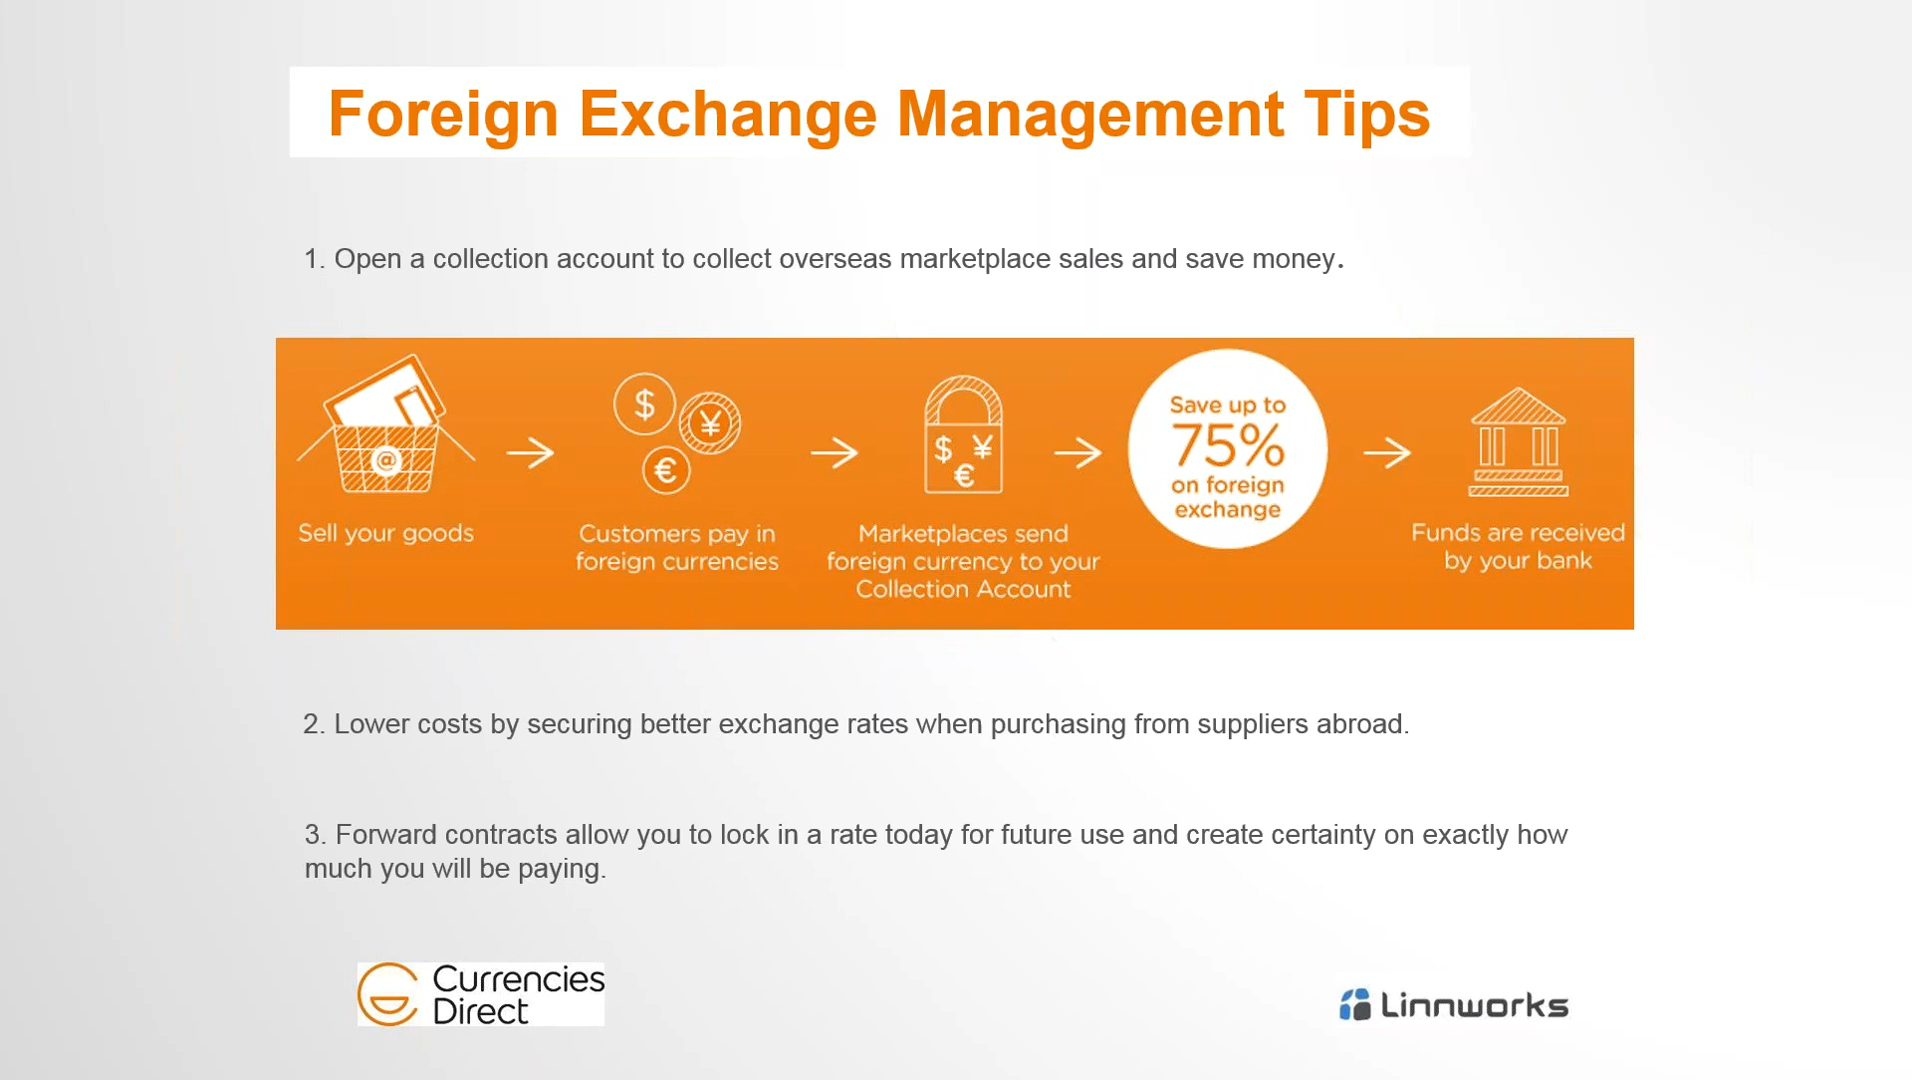 Foreign Exchange Management Tips
1. Open a collection account to collect overseas marketplace sales and save money.
@
$
¥
€
$ ¥
€
Save up to
75%
on foreign
exchange
Sell your goods
Customers pay in
foreign currencies
Marketplaces send
foreign currency to your
Collection Account
Funds are received
by your bank
2. Lower costs by securing better exchange rates when purchasing from suppliers abroad.
3. Forward contracts allow you to lock in a rate today for future use and create certainty on exactly how
much you will be paying.
Currencies
Direct
Linnworks